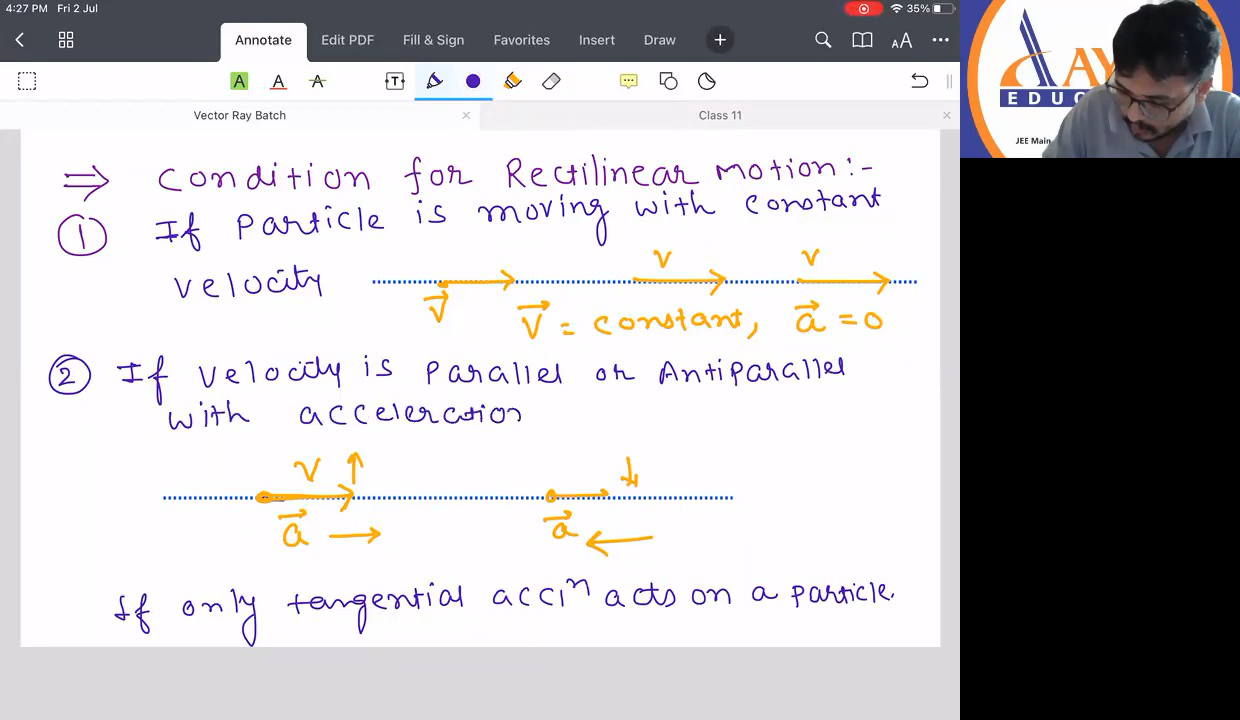 4:27 PM Fri 2 Jul
35%
Annotate Edit PDF Fill & Sign Favorites Insert Draw
Vector Ray Batch
Class 11
⇒ Condition for Rectilinear motion:-
① If particle is moving with constant
velocity
V V
V⃗ V⃗ = constant, a⃗ = 0
② If velocity is parallel or Antiparallel
with acceleration
V ↑ ↓
a⃗ → a⃗ ←
If only tangential accⁿ acts on a particle.
AY
EDUC
JEE Main